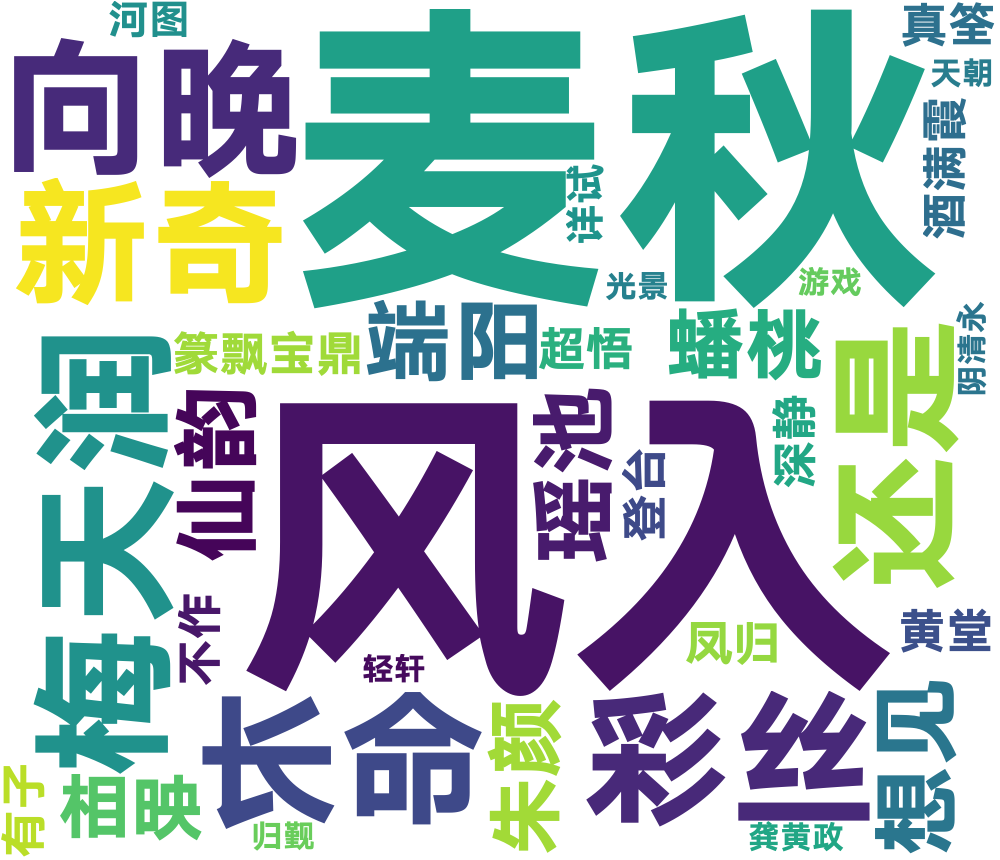 河图
麦秋
真筌
向晚
天朝
酒满霞
新奇
详试
光景
游戏
端阳
阴清永
篆飘宝鼎
超悟
蟠桃
还是
梅天润
仙韵
瑶池
风入
深静
登台
不作
黄堂
凤归
轻轩
想见
长命
彩丝
朱颜
有子
相映
归觐
龚黄政